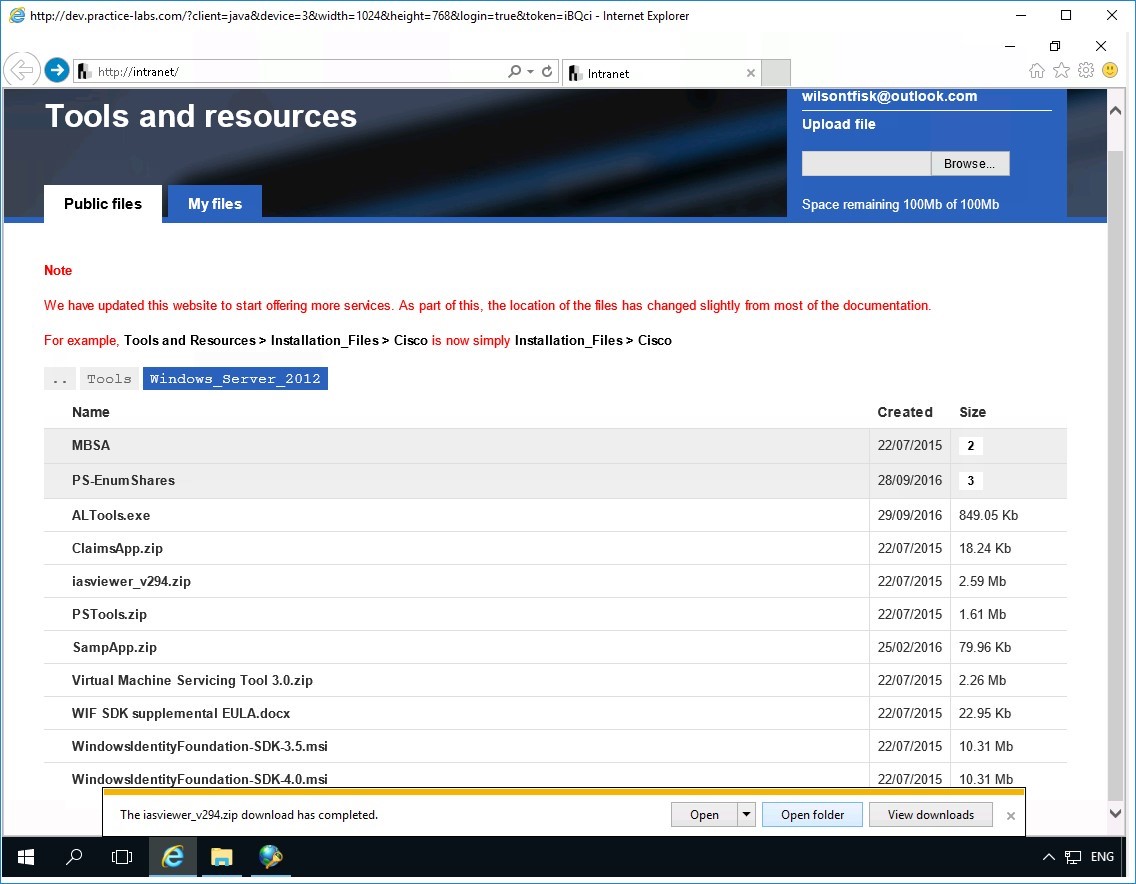 http://dev.practice-labs.com/?client=java&device=3&width=1024&height=768&login=true&token=iBQci - Internet Explorer
http://intranet/
Intranet
Tools and resources
wilsontfisk@outlook.com
Upload file
Browse...
Space remaining 100Mb of 100Mb
Public files
My files
Note
We have updated this website to start offering more services. As part of this, the location of the files has changed slightly from most of the documentation.
For example, Tools and Resources > Installation_Files > Cisco is now simply Installation_Files > Cisco
.. Tools Windows_Server_2012
Name Created Size
MBSA 22/07/2015 2
PS-EnumShares 28/09/2016 3
ALTools.exe 29/09/2016 849.05 Kb
ClaimsApp.zip 22/07/2015 18.24 Kb
iasviewer_v294.zip 22/07/2015 2.59 Mb
PSTools.zip 22/07/2015 1.61 Mb
SampApp.zip 25/02/2016 79.96 Kb
Virtual Machine Servicing Tool 3.0.zip 22/07/2015 2.26 Mb
WIF SDK supplemental EULA.docx 22/07/2015 22.95 Kb
WindowsIdentityFoundation-SDK-3.5.msi 22/07/2015 10.31 Mb
WindowsIdentityFoundation-SDK-4.0.msi 22/07/2015 10.31 Mb
The iasviewer_v294.zip download has completed.
Open
Open folder
View downloads
ENG